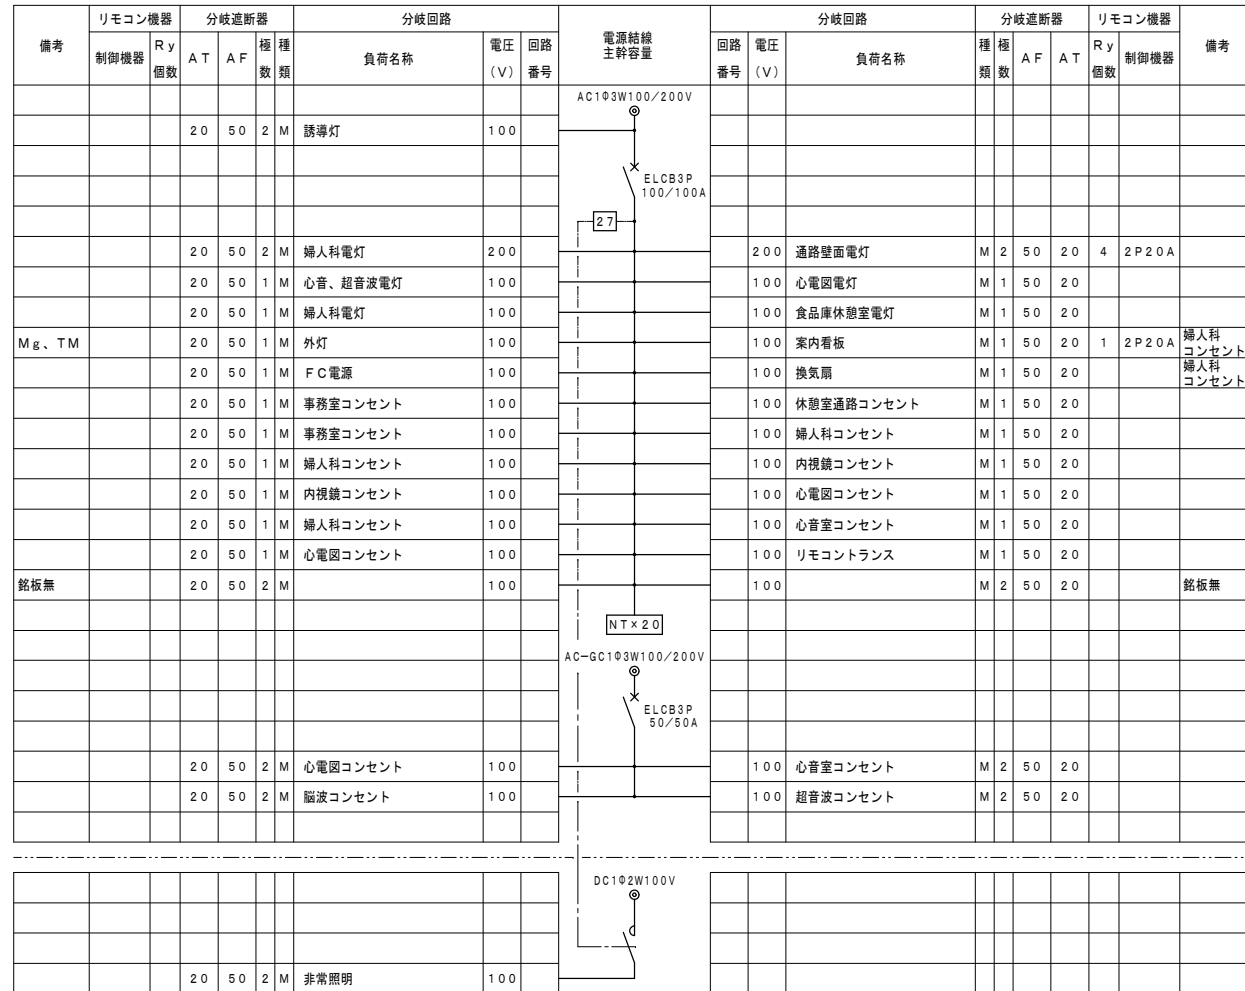 備考 リモコン機器 分岐遮断器 分岐回路 電源結線 主幹容量 分岐回路 分岐遮断器 リモコン機器 備考
制御機器 Ry個数 AT AF 極数 種類 負荷名称 電圧(V) 回路番号 回路番号 電圧(V) 負荷名称 種類 極数 AF AT Ry個数 制御機器
AC1Φ3W100/200V
20 50 2 M 誘導灯 100
ELCB3P
100/100A
27
20 50 2 M 婦人科電灯 200 200 通路壁面電灯 M 2 50 20 4 2P20A
20 50 1 M 心音、超音波電灯 100 100 心電図電灯 M 1 50 20
20 50 1 M 婦人科電灯 100 100 食品庫休憩室電灯 M 1 50 20
Mg、TM 20 50 1 M 外灯 100 100 案内看板 M 1 50 20 1 2P20A 婦人科コンセント
20 50 1 M FC電源 100 100 換気扇 M 1 50 20 婦人科コンセント
20 50 1 M 事務室コンセント 100 100 休憩室通路コンセント M 1 50 20
20 50 1 M 事務室コンセント 100 100 婦人科コンセント M 1 50 20
20 50 1 M 婦人科コンセント 100 100 内視鏡コンセント M 1 50 20
20 50 1 M 内視鏡コンセント 100 100 心電図コンセント M 1 50 20
20 50 1 M 婦人科コンセント 100 100 心音室コンセント M 1 50 20
20 50 1 M 心電図コンセント 100 100 リモコントランス M 1 50 20
銘板無 20 50 2 M 100 100 M 2 50 20 銘板無
NT×20
AC−GC1Φ3W100/200V
ELCB3P
50/50A
20 50 2 M 心電図コンセント 100 100 心音室コンセント M 2 50 20
20 50 2 M 脳波コンセント 100 100 超音波コンセント M 2 50 20
DC1Φ2W100V
20 50 2 M 非常照明 100